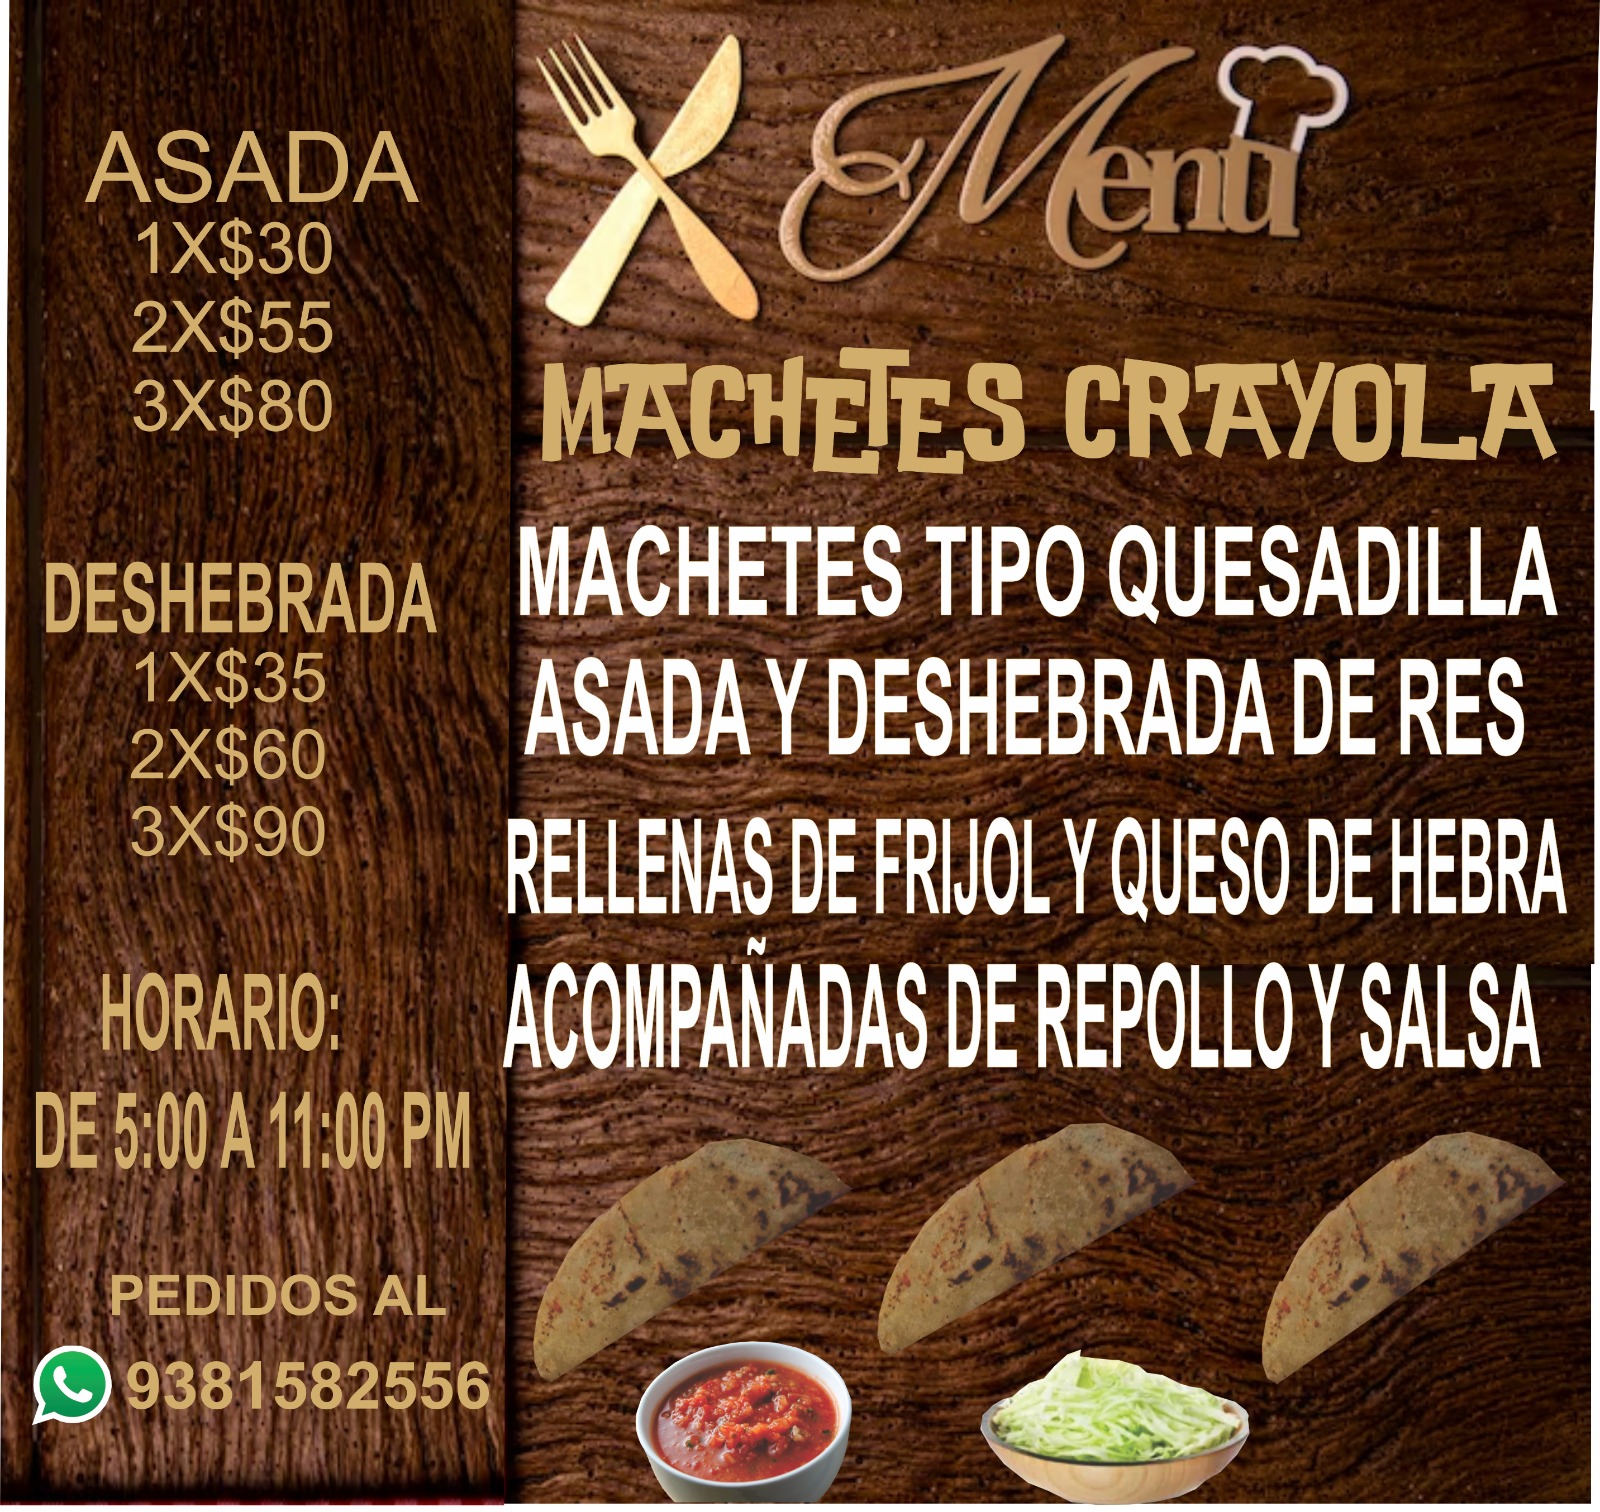 ASADA
1X$30
2X$55
3X$80
DESHEBRADA
1X$35
2X$60
3X$90
HORARIO:
DE 5:00 A 11:00 PM
PEDIDOS AL
9381582556
Menú
MACHETES CRAYOLA
MACHETES TIPO QUESADILLA
ASADA Y DESHEBRADA DE RES
RELLENAS DE FRIJOL Y QUESO DE HEBRA
ACOMPAÑADAS DE REPOLLO Y SALSA